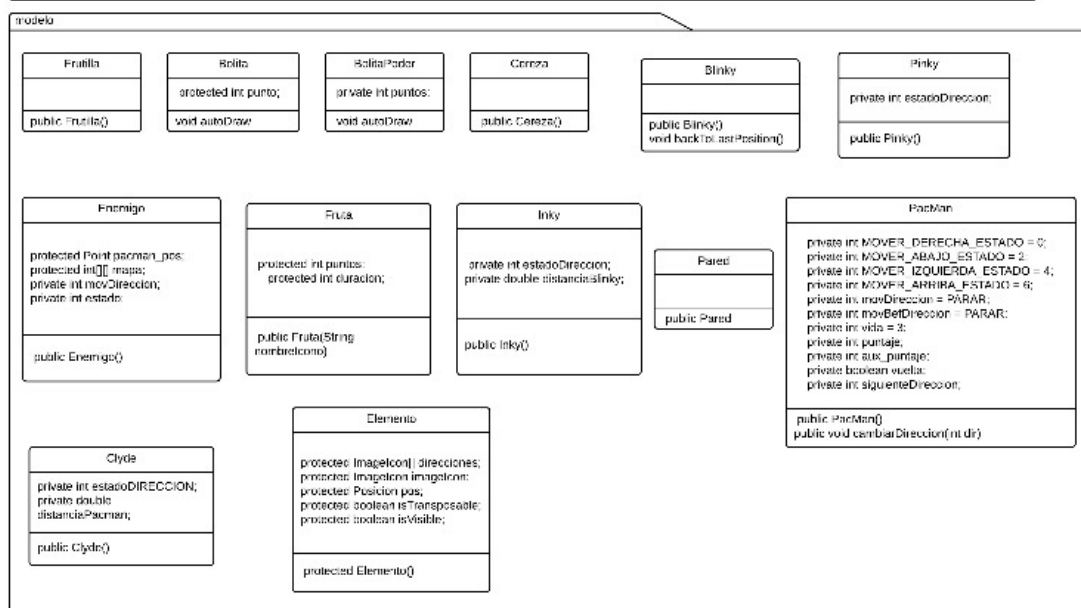 modelo
Frutilla
public Frutilla()
Bolita
protected int punto;
void autoDraw
BolitaPoder
private int puntos;
void autoDraw
Cereza
public Cereza()
Blinky
public Blinky()
void backToLastPosition()
Pinky
private int estadoDireccion;
public Pinky()
Enemigo
protected Point pacman_pos;
protected int[][] mapa;
private int movDireccion;
private int estado;
public Enemigo()
Fruta
protected int puntos;
protected int duracion;
public Fruta(String
nombreIcono)
Inky
private int estadoDireccion;
private double distanciaBlinky;
public Inky()
Pared
public Pared
PacMan
private int MOVER_DERECHA_ESTADO = 0;
private int MOVER_ABAJO_ESTADO = 2;
private int MOVER_IZQUIERDA_ESTADO = 4;
private int MOVER_ARRIBA_ESTADO = 6;
private int movDireccion = PARAR;
private int movBefDireccion = PARAR;
private int vida = 3;
private int puntaje;
private int aux_puntaje;
private boolean vuelta;
private int siguienteDireccion;
public PacMan()
public void cambiarDireccion(int dir)
Clyde
private int estadoDIRECCION;
private double
distanciaPacman;
public Clyde()
Elemento
protected ImageIcon[] direcciones;
protected ImageIcon imageIcon;
protected Posicion pos;
protected boolean isTransposable;
protected boolean isVisible;
protected Elemento()